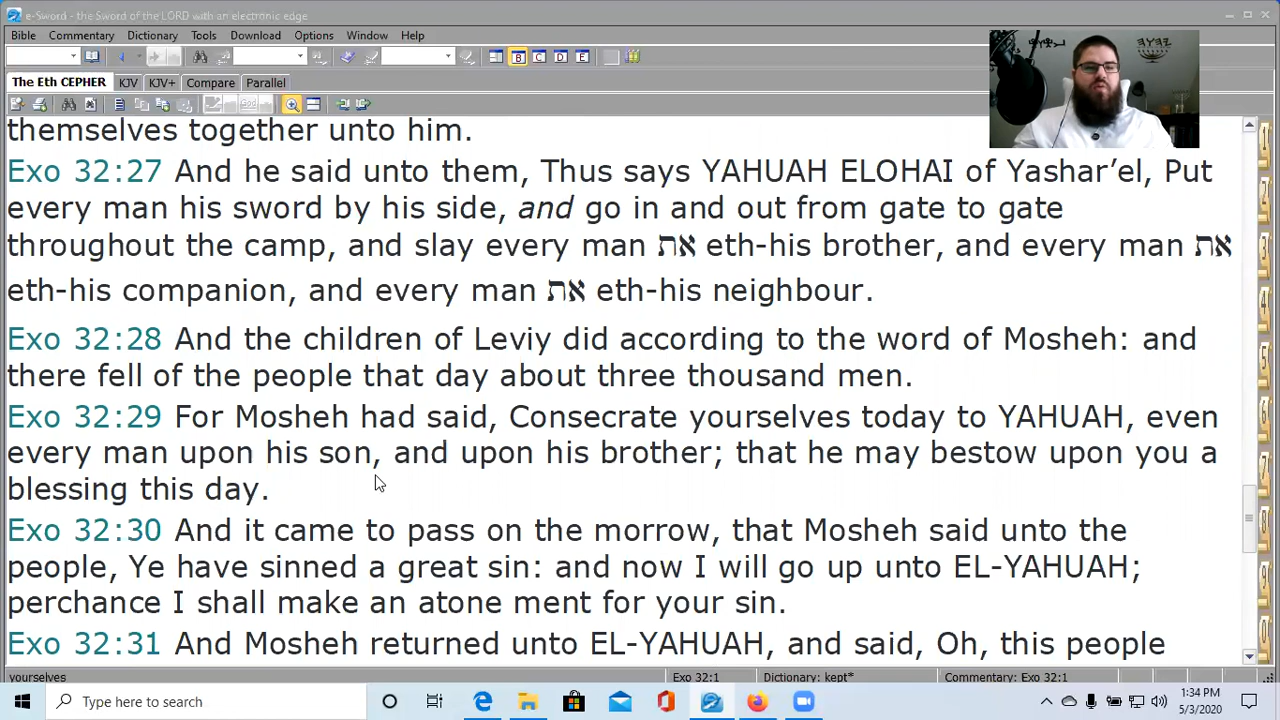 e-Sword - the Sword of the LORD with an electronic edge
Bible Commentary Dictionary Tools Download Options Window Help
B C D E
The Eth CEPHER KJV KJV+ Compare Parallel
themselves together unto him.
Exo 32:27 And he said unto them, Thus says YAHUAH ELOHAI of Yashar’el, Put
every man his sword by his side, and go in and out from gate to gate
throughout the camp, and slay every man את eth-his brother, and every man את
eth-his companion, and every man את eth-his neighbour.
Exo 32:28 And the children of Leviy did according to the word of Mosheh: and
there fell of the people that day about three thousand men.
Exo 32:29 For Mosheh had said, Consecrate yourselves today to YAHUAH, even
every man upon his son, and upon his brother; that he may bestow upon you a
blessing this day.
Exo 32:30 And it came to pass on the morrow, that Mosheh said unto the
people, Ye have sinned a great sin: and now I will go up unto EL-YAHUAH;
perchance I shall make an atone ment for your sin.
Exo 32:31 And Mosheh returned unto EL-YAHUAH, and said, Oh, this people
yourselves Exo 32:1 Dictionary: kept* Commentary: Exo 32:1
Type here to search 1:34 PM
5/3/2020